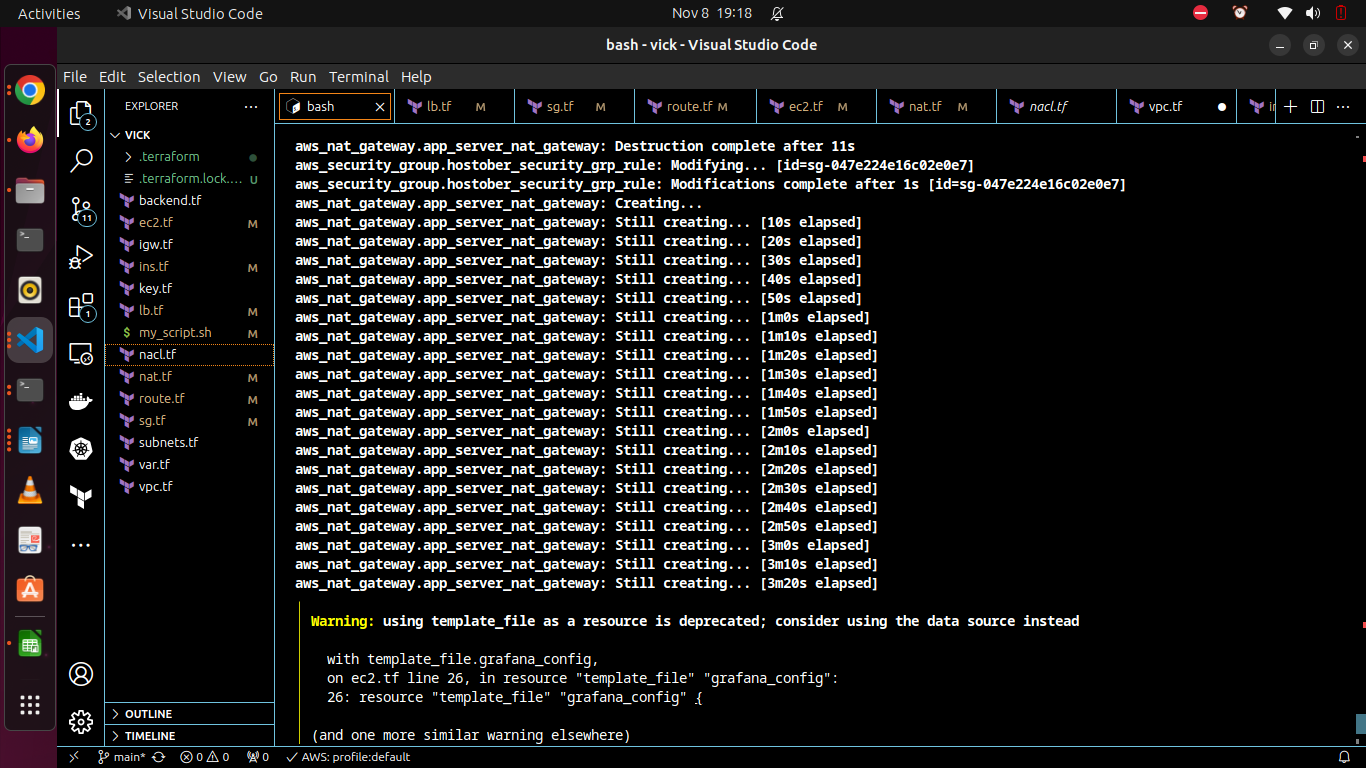 Activities
Visual Studio Code
Nov 8 19:18
bash - vick - Visual Studio Code
File Edit Selection View Go Run Terminal Help
EXPLORER
bash
lb.tf M
sg.tf M
route.tf M
ec2.tf M
nat.tf M
nacl.tf
vpc.tf
VICK
.terraform
.terraform.lock.... U
backend.tf
ec2.tf M
igw.tf
ins.tf M
key.tf
lb.tf M
$ my_script.sh M
nacl.tf
nat.tf M
route.tf M
sg.tf M
subnets.tf
var.tf
vpc.tf
OUTLINE
TIMELINE
2
11
1
aws_nat_gateway.app_server_nat_gateway: Destruction complete after 11s
aws_security_group.hostober_security_grp_rule: Modifying... [id=sg-047e224e16c02e0e7]
aws_security_group.hostober_security_grp_rule: Modifications complete after 1s [id=sg-047e224e16c02e0e7]
aws_nat_gateway.app_server_nat_gateway: Creating...
aws_nat_gateway.app_server_nat_gateway: Still creating... [10s elapsed]
aws_nat_gateway.app_server_nat_gateway: Still creating... [20s elapsed]
aws_nat_gateway.app_server_nat_gateway: Still creating... [30s elapsed]
aws_nat_gateway.app_server_nat_gateway: Still creating... [40s elapsed]
aws_nat_gateway.app_server_nat_gateway: Still creating... [50s elapsed]
aws_nat_gateway.app_server_nat_gateway: Still creating... [1m0s elapsed]
aws_nat_gateway.app_server_nat_gateway: Still creating... [1m10s elapsed]
aws_nat_gateway.app_server_nat_gateway: Still creating... [1m20s elapsed]
aws_nat_gateway.app_server_nat_gateway: Still creating... [1m30s elapsed]
aws_nat_gateway.app_server_nat_gateway: Still creating... [1m40s elapsed]
aws_nat_gateway.app_server_nat_gateway: Still creating... [1m50s elapsed]
aws_nat_gateway.app_server_nat_gateway: Still creating... [2m0s elapsed]
aws_nat_gateway.app_server_nat_gateway: Still creating... [2m10s elapsed]
aws_nat_gateway.app_server_nat_gateway: Still creating... [2m20s elapsed]
aws_nat_gateway.app_server_nat_gateway: Still creating... [2m30s elapsed]
aws_nat_gateway.app_server_nat_gateway: Still creating... [2m40s elapsed]
aws_nat_gateway.app_server_nat_gateway: Still creating... [2m50s elapsed]
aws_nat_gateway.app_server_nat_gateway: Still creating... [3m0s elapsed]
aws_nat_gateway.app_server_nat_gateway: Still creating... [3m10s elapsed]
aws_nat_gateway.app_server_nat_gateway: Still creating... [3m20s elapsed]
Warning: using template_file as a resource is deprecated; consider using the data source instead
with template_file.grafana_config,
on ec2.tf line 26, in resource "template_file" "grafana_config":
26: resource "template_file" "grafana_config" {
(and one more similar warning elsewhere)
main* 0 0 0 AWS: profile:default